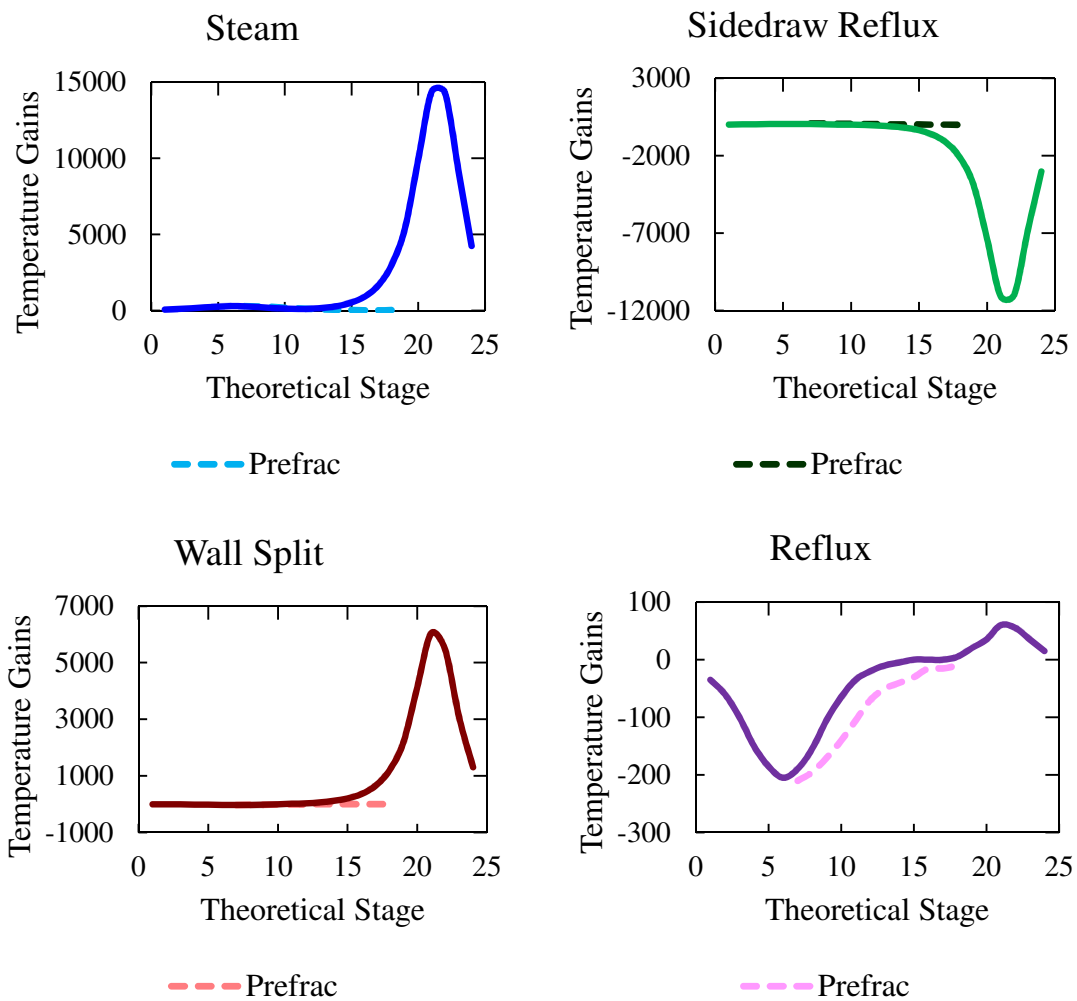 Steam
Temperature Gains
15000
10000
5000
0
0 5 10 15 20 25
Theoretical Stage
Prefrac
Sidedraw Reflux
Temperature Gains
3000
-2000
-7000
-12000
0 5 10 15 20 25
Theoretical Stage
Prefrac
Wall Split
Temperature Gains
7000
5000
3000
1000
-1000
0 5 10 15 20 25
Theoretical Stage
Prefrac
Reflux
Temperature Gains
100
0
-100
-200
-300
0 5 10 15 20 25
Theoretical Stage
Prefrac